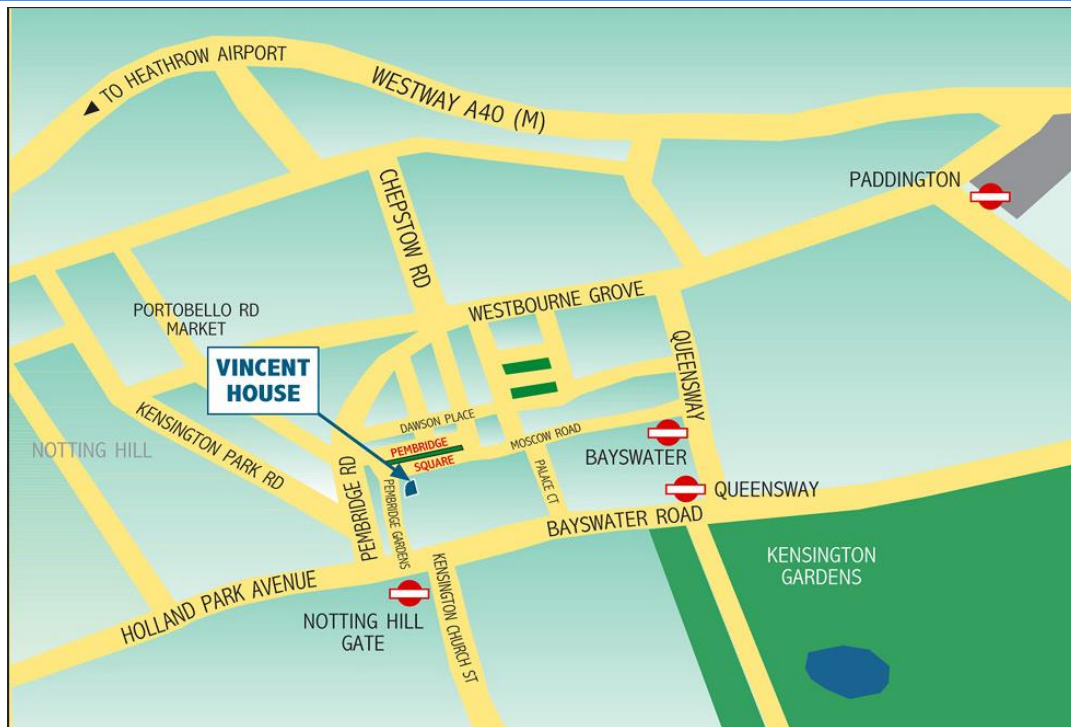 TO HEATHROW AIRPORT
WESTWAY A40 (M)
PADDINGTON
CHEPSTOW RD
WESTBOURNE GROVE
PORTOBELLO RD
MARKET
VINCENT
HOUSE
QUEENSWAY
KENSINGTON PARK RD
DAWSON PLACE
NOTTING HILL
PEMBRIDGE
SQUARE
MOSCOW ROAD
BAYSWATER
PEMBRIDGE RD
PEMBRIDGE GARDENS
PALACE CT
QUEENSWAY
BAYSWATER ROAD
KENSINGTON
GARDENS
HOLLAND PARK AVENUE
NOTTING HILL
GATE
KENSINGTON CHURCH ST